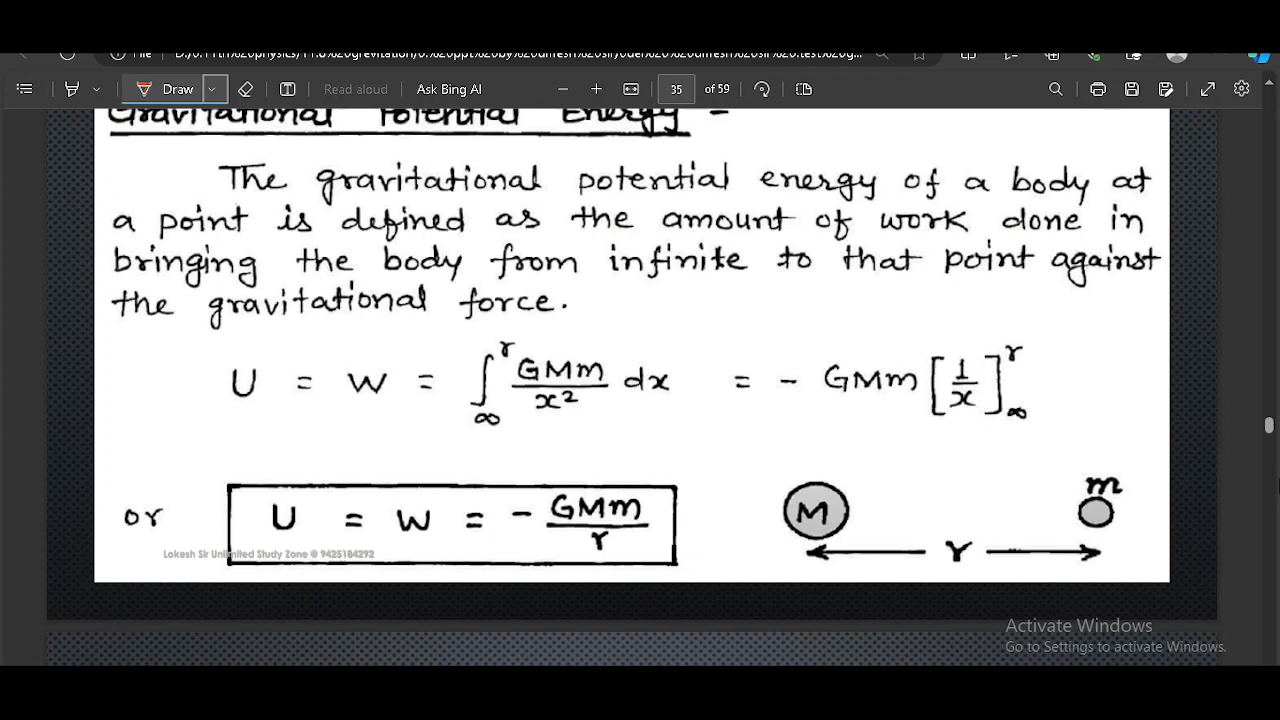 File
Draw
Read aloud
Ask Bing AI
35 of 59
Gravitational Potential Energy -
The gravitational potential energy of a body at
a point is defined as the amount of work done in
bringing the body from infinite to that point against
the gravitational force.
U = W = ∫_∞^r GMm/x² dx = - GMm [1/x]_∞^r
or U = W = - GMm/r
M m
r
Lokesh Sir Unlimited Study Zone @ 9425184292
Activate Windows
Go to Settings to activate Windows.